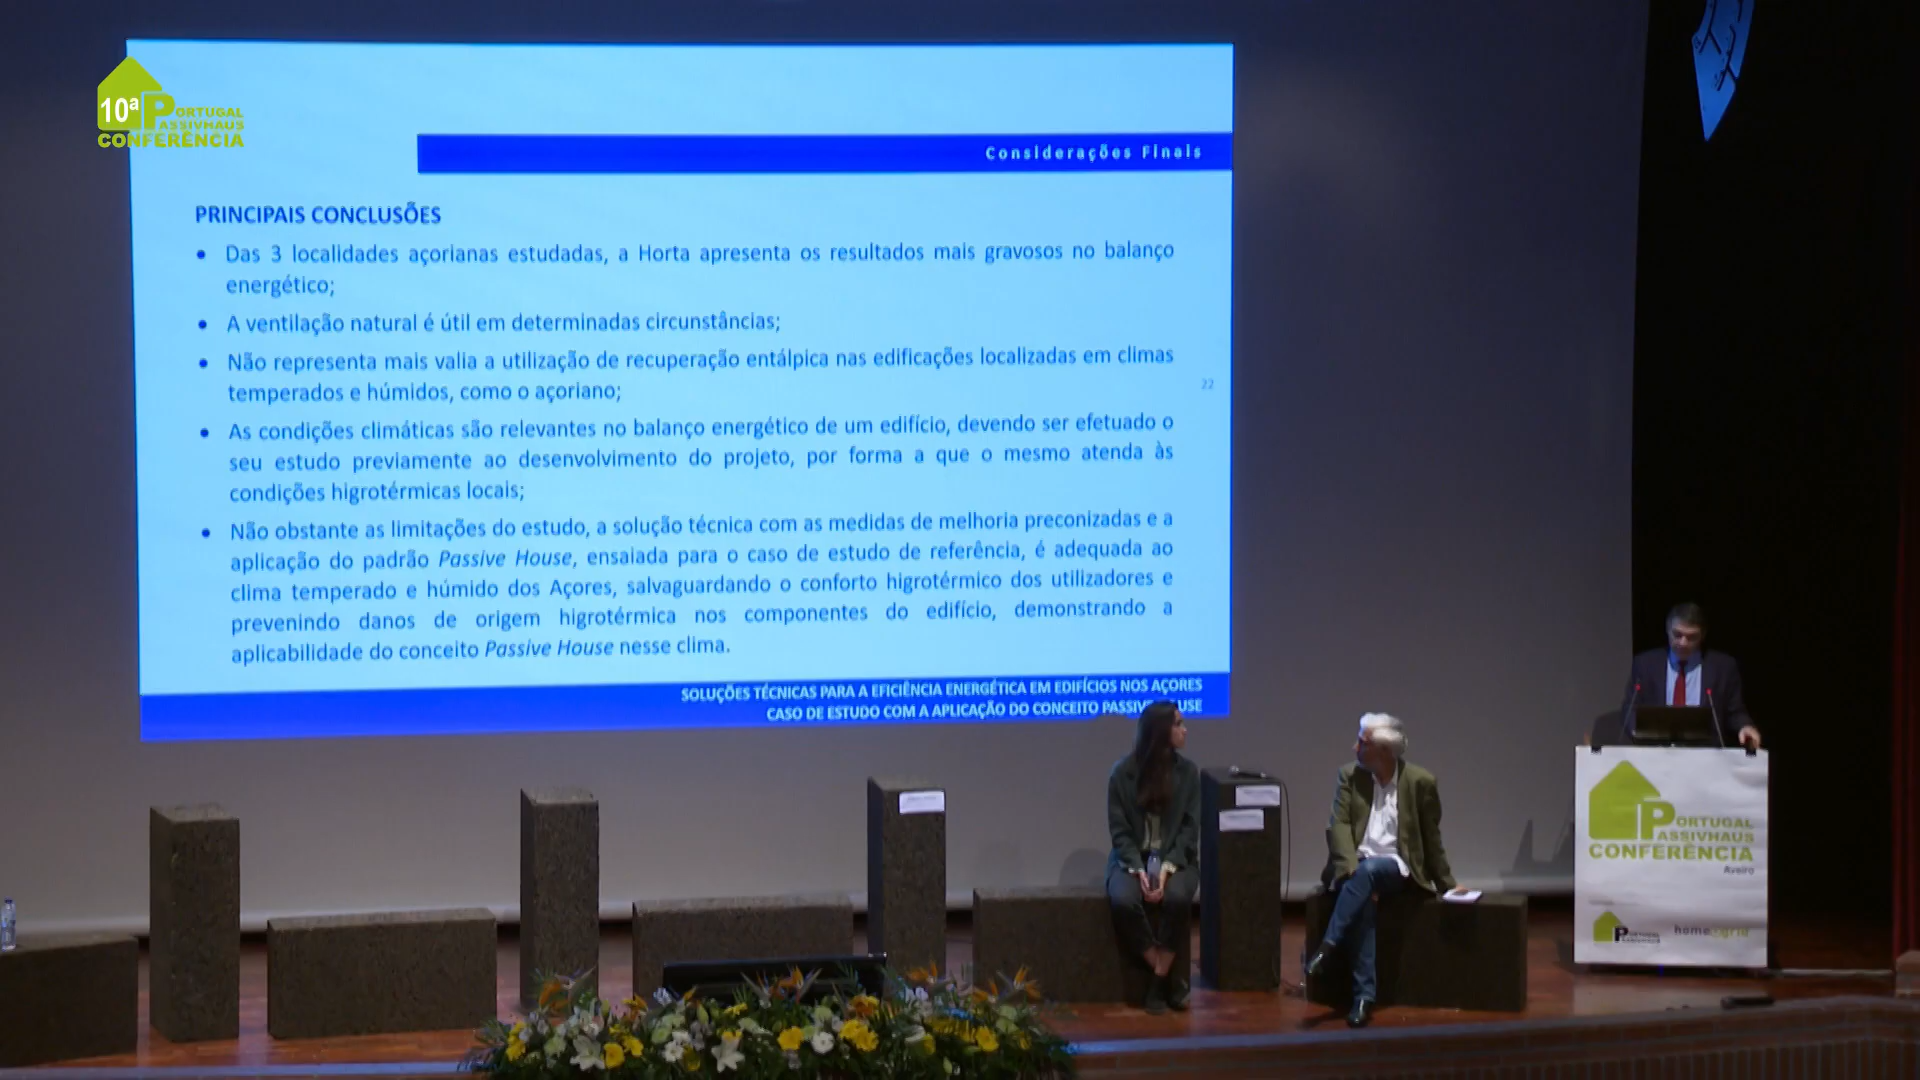 10ª PORTUGAL
PASSIVHAUS
CONFERÊNCIA
Considerações Finais
PRINCIPAIS CONCLUSÕES
• Das 3 localidades açorianas estudadas, a Horta apresenta os resultados mais gravosos no balanço
energético;
• A ventilação natural é útil em determinadas circunstâncias;
• Não representa mais valia a utilização de recuperação entálpica nas edificações localizadas em climas
temperados e húmidos, como o açoriano;
22
• As condições climáticas são relevantes no balanço energético de um edifício, devendo ser efetuado o
seu estudo previamente ao desenvolvimento do projeto, por forma a que o mesmo atenda às
condições higrotérmicas locais;
• Não obstante as limitações do estudo, a solução técnica com as medidas de melhoria preconizadas e a
aplicação do padrão Passive House, ensaiada para o caso de estudo de referência, é adequada ao
clima temperado e húmido dos Açores, salvaguardando o conforto higrotérmico dos utilizadores e
prevenindo danos de origem higrotérmica nos componentes do edifício, demonstrando a
aplicabilidade do conceito Passive House nesse clima.
SOLUÇÕES TÉCNICAS PARA A EFICIÊNCIA ENERGÉTICA EM EDIFÍCIOS NOS AÇORES
CASO DE ESTUDO COM A APLICAÇÃO DO CONCEITO
PORTUGAL
PASSIVHAUS
CONFERÊNCIA
Aveiro
PORTUGAL
PASSIVHAUS